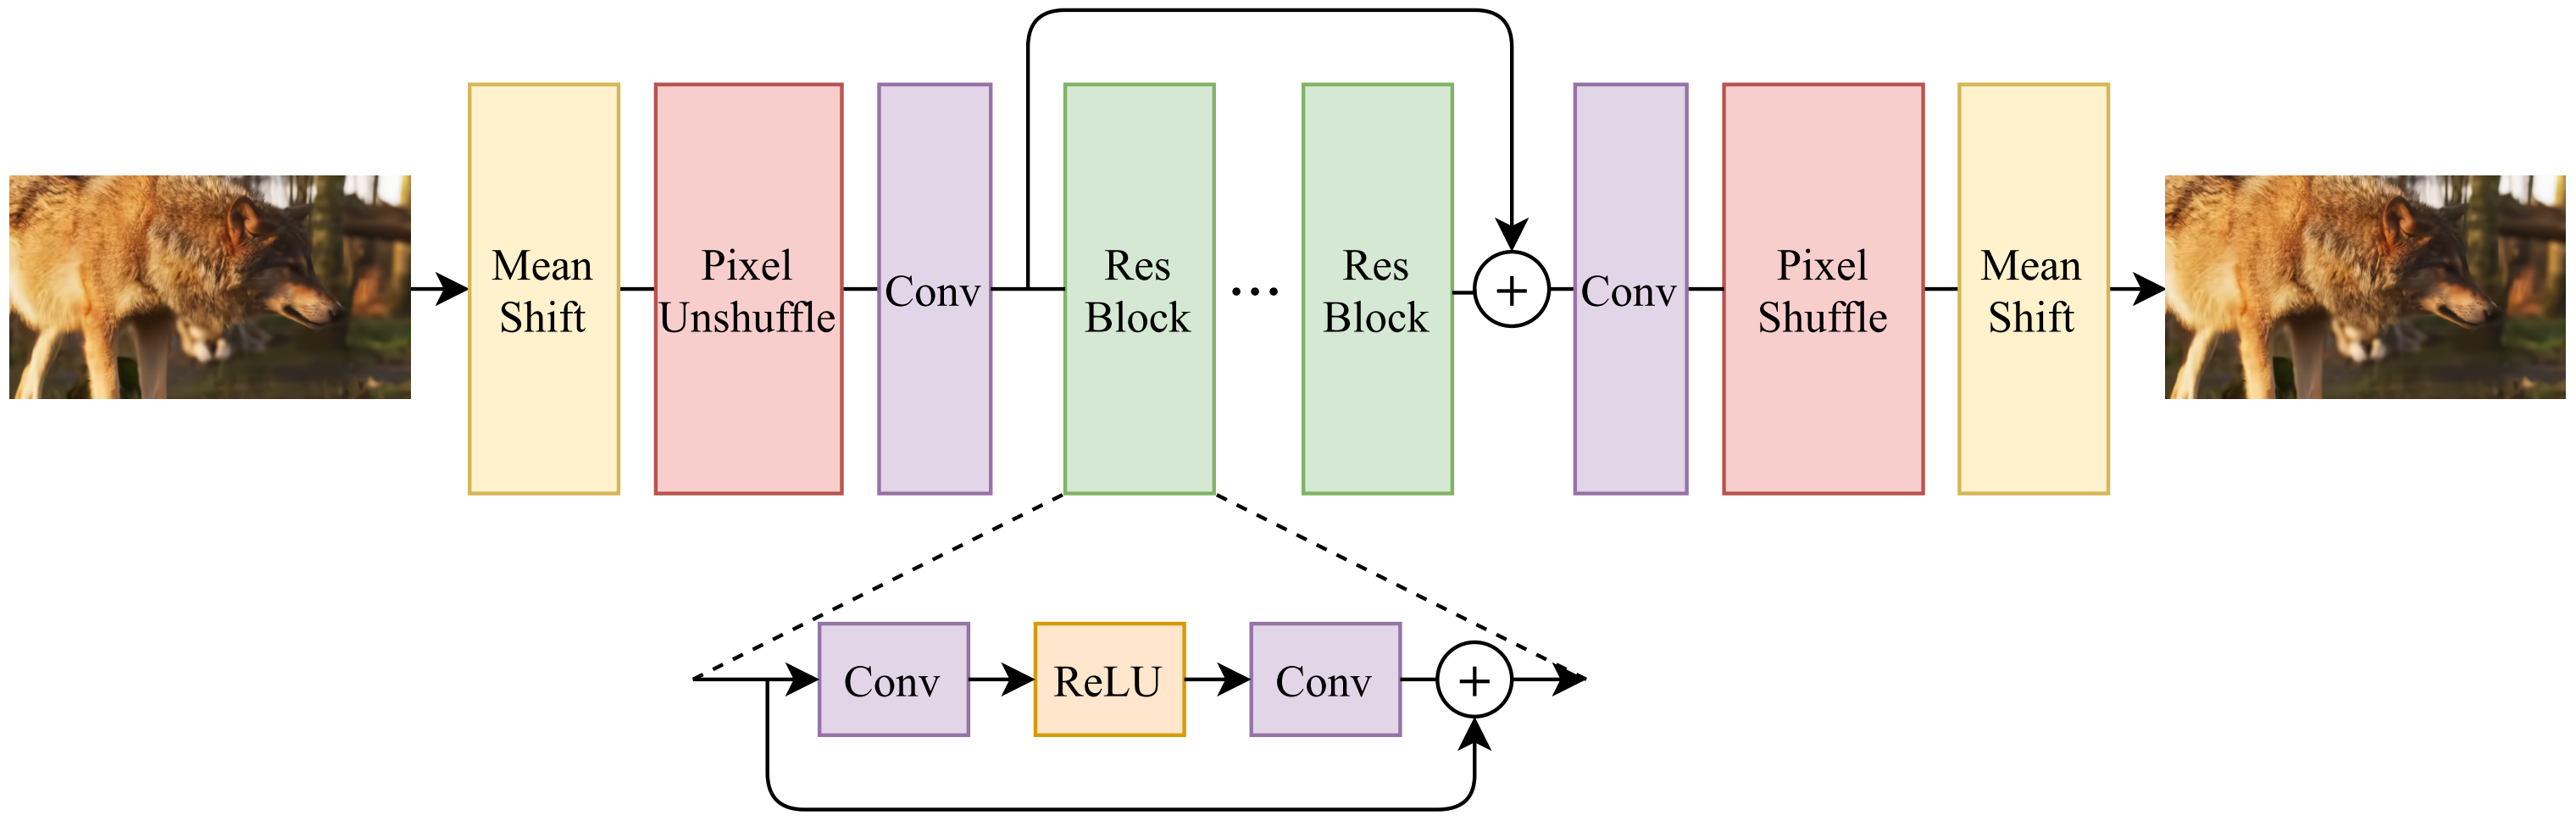 Mean
Shift
Pixel
Unshuffle
Conv
Res
Block
...
Res
Block
+
Conv
Pixel
Shuffle
Mean
Shift
Conv
ReLU
Conv
+